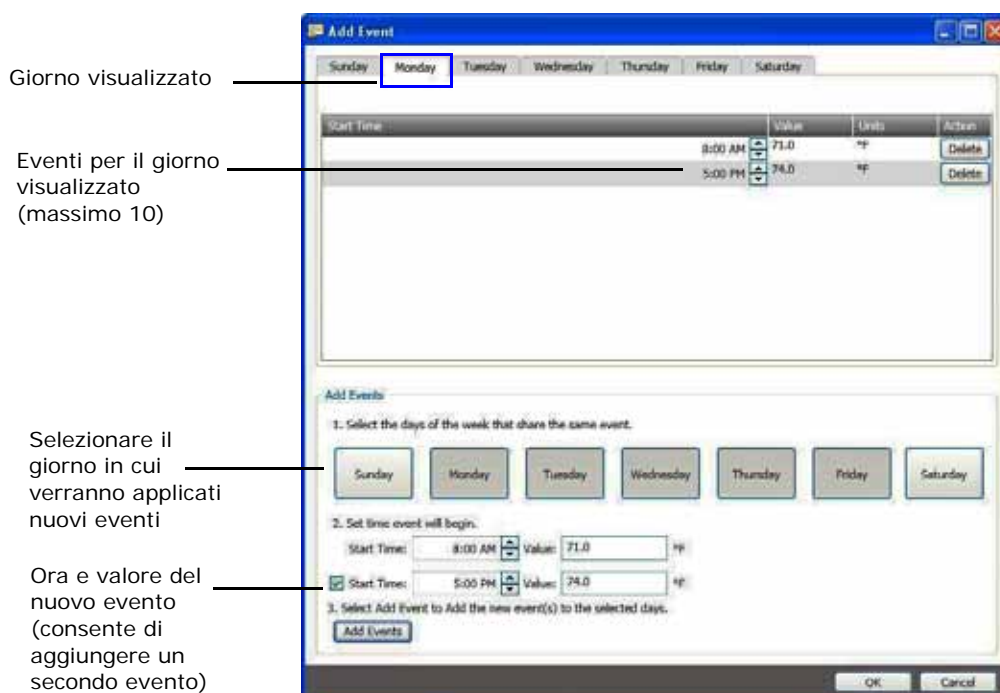 Add Event
Sunday Monday Tuesday Wednesday Thursday Friday Saturday
Giorno visualizzato
Start Time Value Units Action
8:00 AM 71.0 °F Delete
5:00 PM 74.0 °F Delete
Eventi per il giorno
visualizzato
(massimo 10)
Add Events
1. Select the days of the week that share the same event.
Sunday Monday Tuesday Wednesday Thursday Friday Saturday
Selezionare il
giorno in cui
verranno applicati
nuovi eventi
2. Set time event will begin.
Start Time: 8:00 AM Value: 71.0 °F
Start Time: 5:00 PM Value: 74.0 °F
Ora e valore del
nuovo evento
(consente di
aggiungere un
secondo evento)
3. Select Add Event to Add the new event(s) to the selected days.
Add Events
OK Cancel